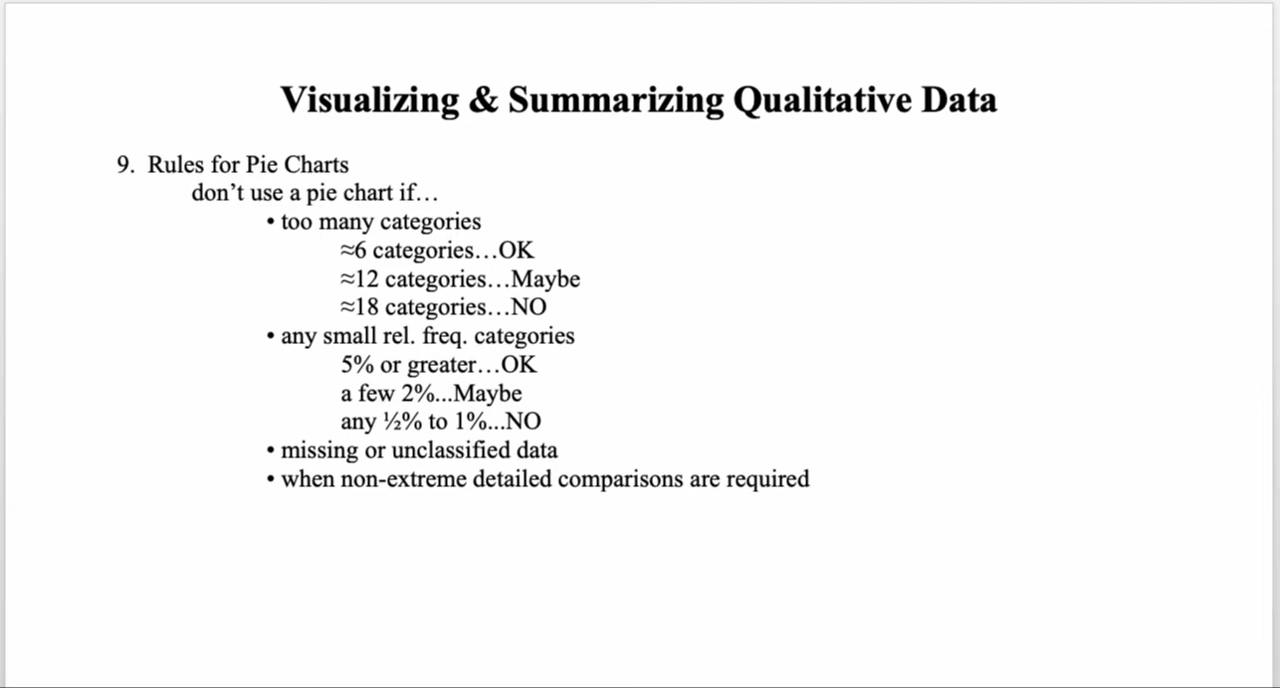 Visualizing & Summarizing Qualitative Data
9. Rules for Pie Charts
don’t use a pie chart if…
• too many categories
≈6 categories…OK
≈12 categories…Maybe
≈18 categories…NO
• any small rel. freq. categories
5% or greater…OK
a few 2%...Maybe
any ½% to 1%...NO
• missing or unclassified data
• when non-extreme detailed comparisons are required